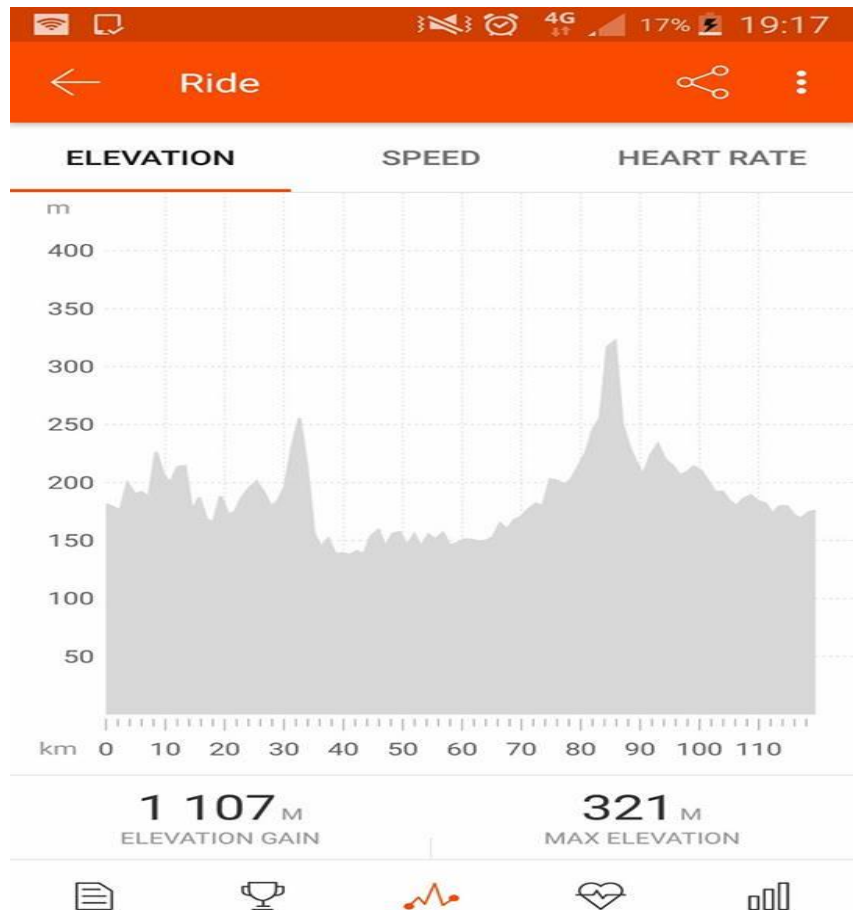 4G 17% 19:17
Ride
ELEVATION SPEED HEART RATE
m
400
350
300
250
200
150
100
50
km 0 10 20 30 40 50 60 70 80 90 100 110
1 107 M 321 M
ELEVATION GAIN MAX ELEVATION